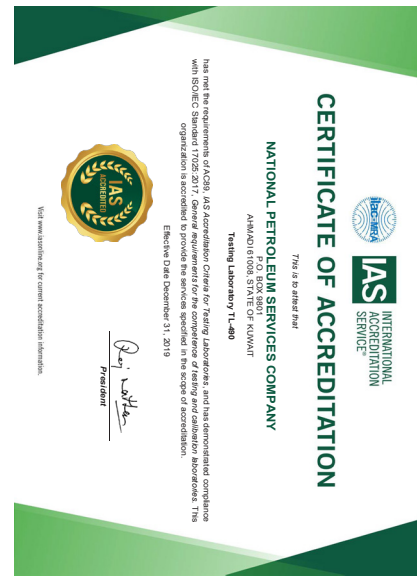 ilac-MRA
IAS
INTERNATIONAL
ACCREDITATION
SERVICE®
CERTIFICATE OF ACCREDITATION
This is to attest that
NATIONAL PETROLEUM SERVICES COMPANY
P.O. BOX 9801
AHMADI 61008, STATE OF KUWAIT
Testing Laboratory TL-490
has met the requirements of AC89, IAS Accreditation Criteria for Testing Laboratories, and has demonstrated compliance
with ISO/IEC Standard 17025:2017, General requirements for the competence of testing and calibration laboratories. This
organization is accredited to provide the services specified in the scope of accreditation.
Effective Date December 31, 2019
IAS
ACCREDITED
President
Visit www.iasonline.org for current accreditation information.